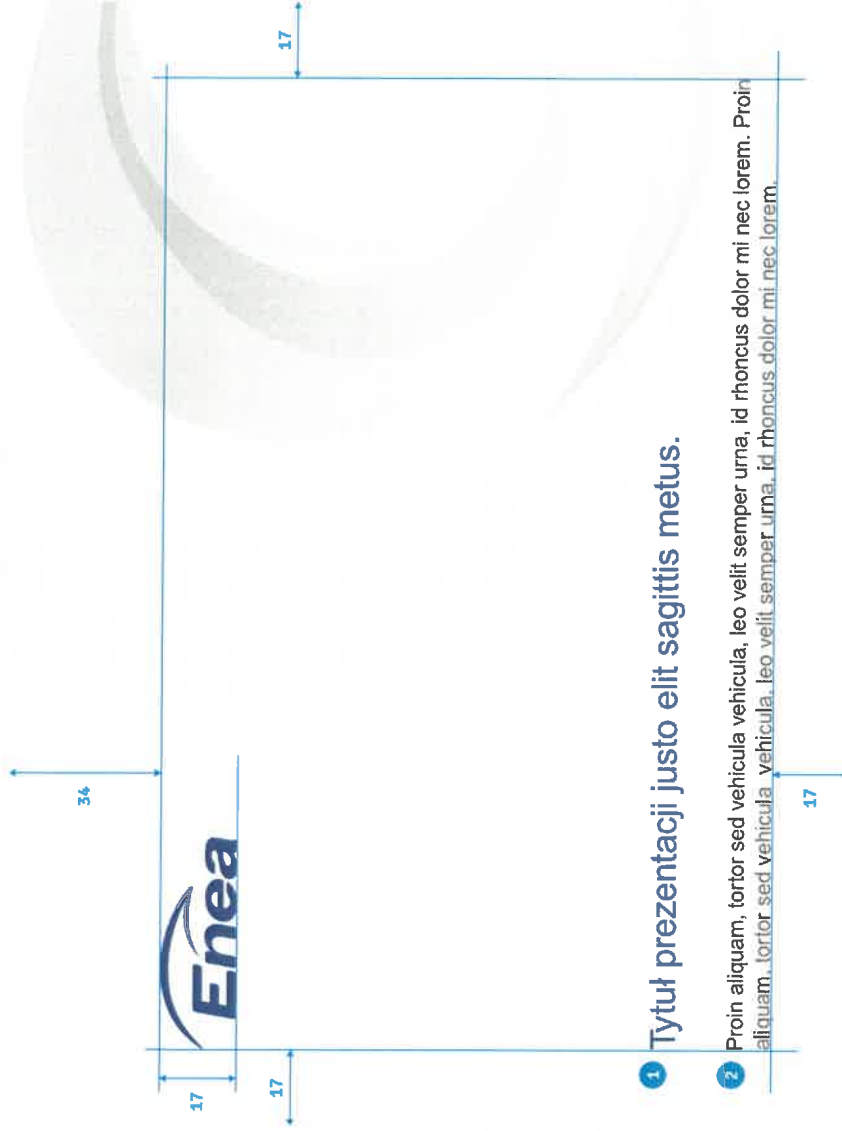 34
17
17
17
Enea
17
1 Tytuł prezentacji justo elit sagittis metus.
2 Proin aliquam, tortor sed vehicula vehicula, leo velit semper urna, id rhoncus dolor mi nec lorem. Proin
aliquam, tortor sed vehicula vehicula, leo velit semper urna, id rhoncus dolor mi nec lorem.